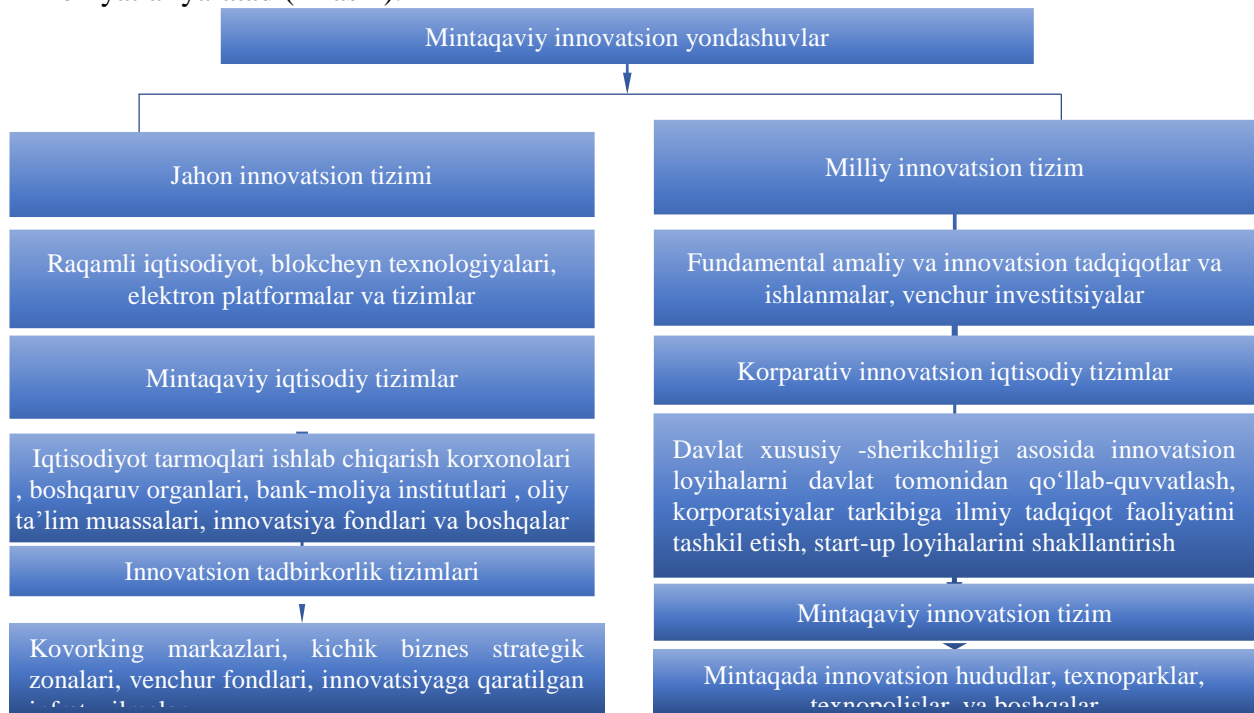 Mintaqaviy innovatsion yondashuvlar
Jahon innovatsion tizimi
Raqamli iqtisodiyot, blokcheyn texnologiyalari,
elektron platformalar va tizimlar
Mintaqaviy iqtisodiy tizimlar
Iqtisodiyot tarmoqlari ishlab chiqarish korxonolari
, boshqaruv organlari, bank-moliya institutlari , oliy
ta’lim muassalari, innovatsiya fondlari va boshqalar
Innovatsion tadbirkorlik tizimlari
Kovorking markazlari, kichik biznes strategik
zonalari, venchur fondlari, innovatsiyaga qaratilgan
Milliy innovatsion tizim
Fundamental amaliy va innovatsion tadqiqotlar va
ishlanmalar, venchur investitsiyalar
Korparativ innovatsion iqtisodiy tizimlar
Davlat xususiy -sherikchiligi asosida innovatsion
loyihalarni davlat tomonidan qo‘llab-quvvatlash,
korporatsiyalar tarkibiga ilmiy tadqiqot faoliyatini
tashkil etish, start-up loyihalarini shakllantirish
Mintaqaviy innovatsion tizim
Mintaqada innovatsion hududlar, texnoparklar,
texnopolislar va boshqalar